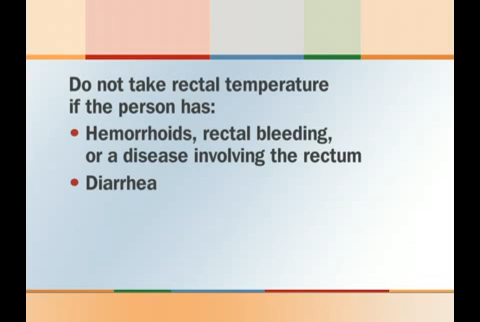 Do not take rectal temperature
if the person has:
• Hemorrhoids, rectal bleeding,
or a disease involving the rectum
• Diarrhea